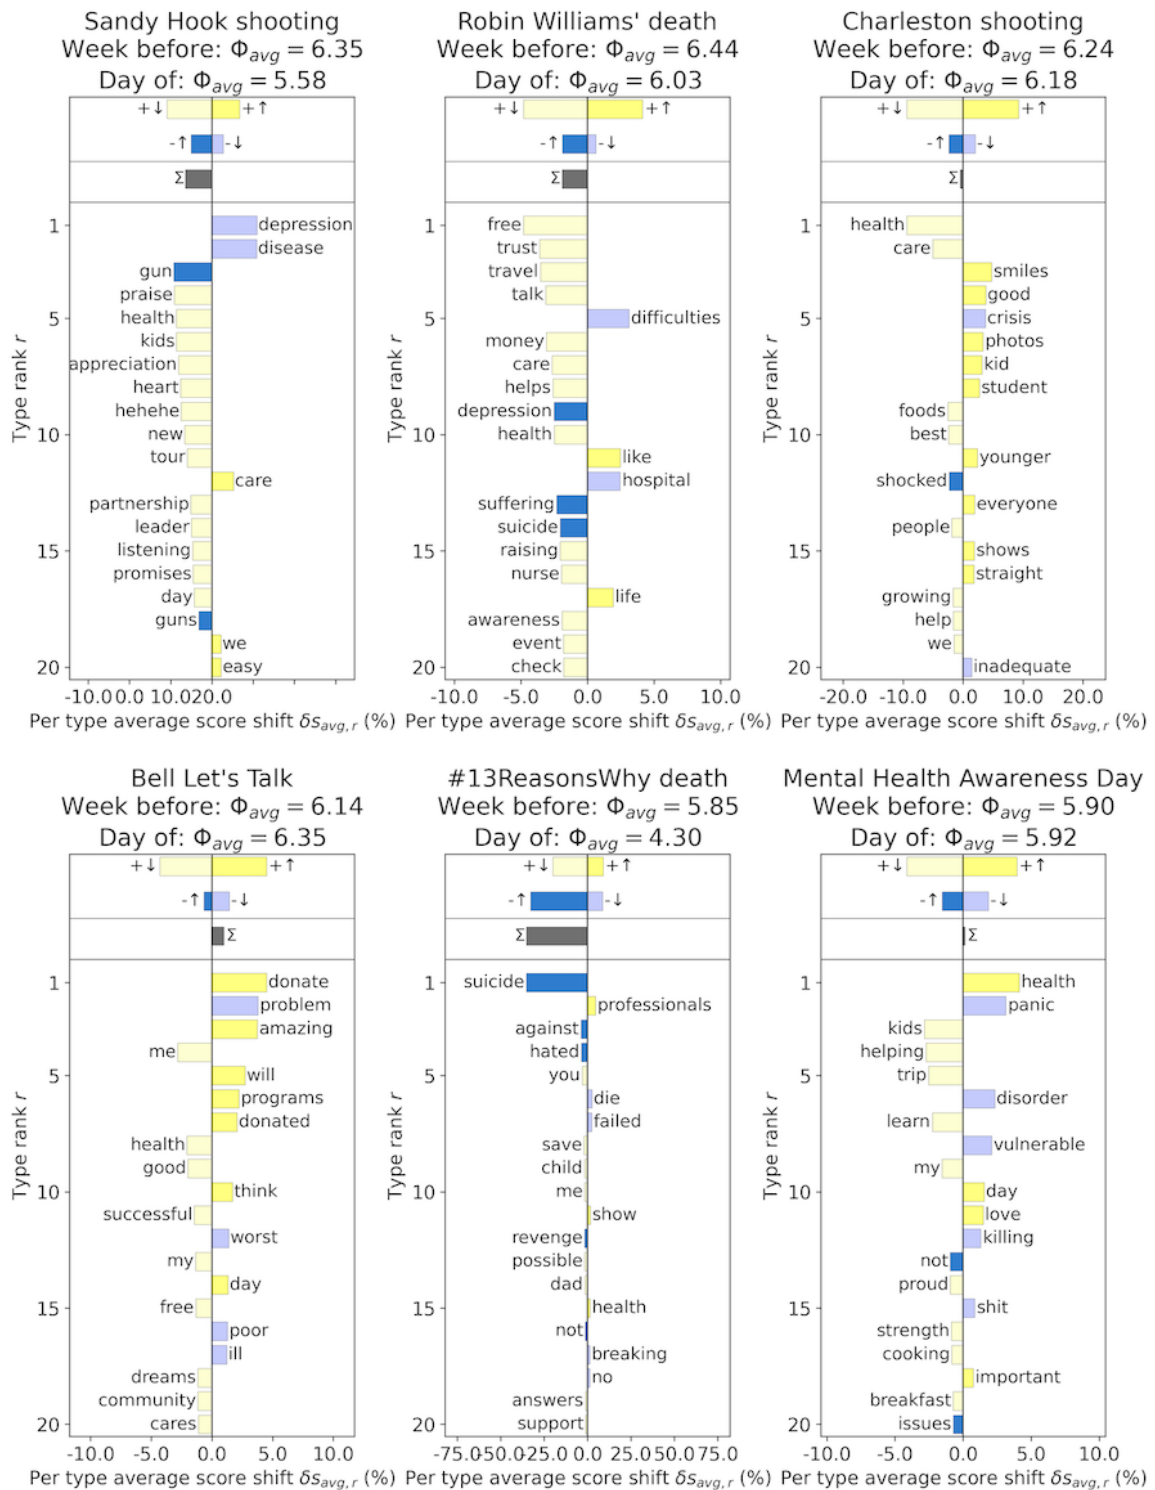 Sandy Hook shooting
Week before: Φavg = 6.35
Day of: Φavg = 5.58
+↓ +↑
-↑ -↓
Σ
depression
disease
gun
praise
health
kids
appreciation
heart
hehehe
new
tour
care
partnership
leader
listening
promises
day
guns
we
easy
1
5
10
15
20
Type rank r
-10.00.0 10.020.0
Per type average score shift δsavg,r (%)
Robin Williams' death
Week before: Φavg = 6.44
Day of: Φavg = 6.03
+↓ +↑
-↑ -↓
Σ
free
trust
travel
talk
difficulties
money
care
helps
depression
health
like
hospital
suffering
suicide
raising
nurse
life
awareness
event
check
1
5
10
15
20
Type rank r
-10.0 -5.0 0.0 5.0 10.0
Per type average score shift δsavg,r (%)
Charleston shooting
Week before: Φavg = 6.24
Day of: Φavg = 6.18
+↓ +↑
-↑ -↓
Σ
health
care
smiles
good
crisis
photos
kid
student
foods
best
younger
shocked
everyone
people
shows
straight
growing
help
we
inadequate
1
5
10
15
20
Type rank r
-20.0 -10.0 0.0 10.0 20.0
Per type average score shift δsavg,r (%)
Bell Let's Talk
Week before: Φavg = 6.14
Day of: Φavg = 6.35
+↓ +↑
-↑ -↓
Σ
donate
problem
amazing
me
will
programs
donated
health
good
think
successful
worst
my
day
free
poor
ill
dreams
community
cares
1
5
10
15
20
Type rank r
-10.0 -5.0 0.0 5.0 10.0
Per type average score shift δsavg,r (%)
#13ReasonsWhy death
Week before: Φavg = 5.85
Day of: Φavg = 4.30
+↓ +↑
-↑ -↓
Σ
suicide
professionals
against
hated
you
die
failed
save
child
me
show
revenge
possible
dad
health
not
breaking
no
answers
support
1
5
10
15
20
Type rank r
-75.0-50.0-25.0 0.0 25.0 50.0 75.0
Per type average score shift δsavg,r (%)
Mental Health Awareness Day
Week before: Φavg = 5.90
Day of: Φavg = 5.92
+↓ +↑
-↑ -↓
Σ
health
panic
kids
helping
trip
disorder
learn
vulnerable
my
day
love
killing
not
proud
shit
strength
cooking
important
breakfast
issues
1
5
10
15
20
Type rank r
-10.0 -5.0 0.0 5.0 10.0
Per type average score shift δsavg,r (%)